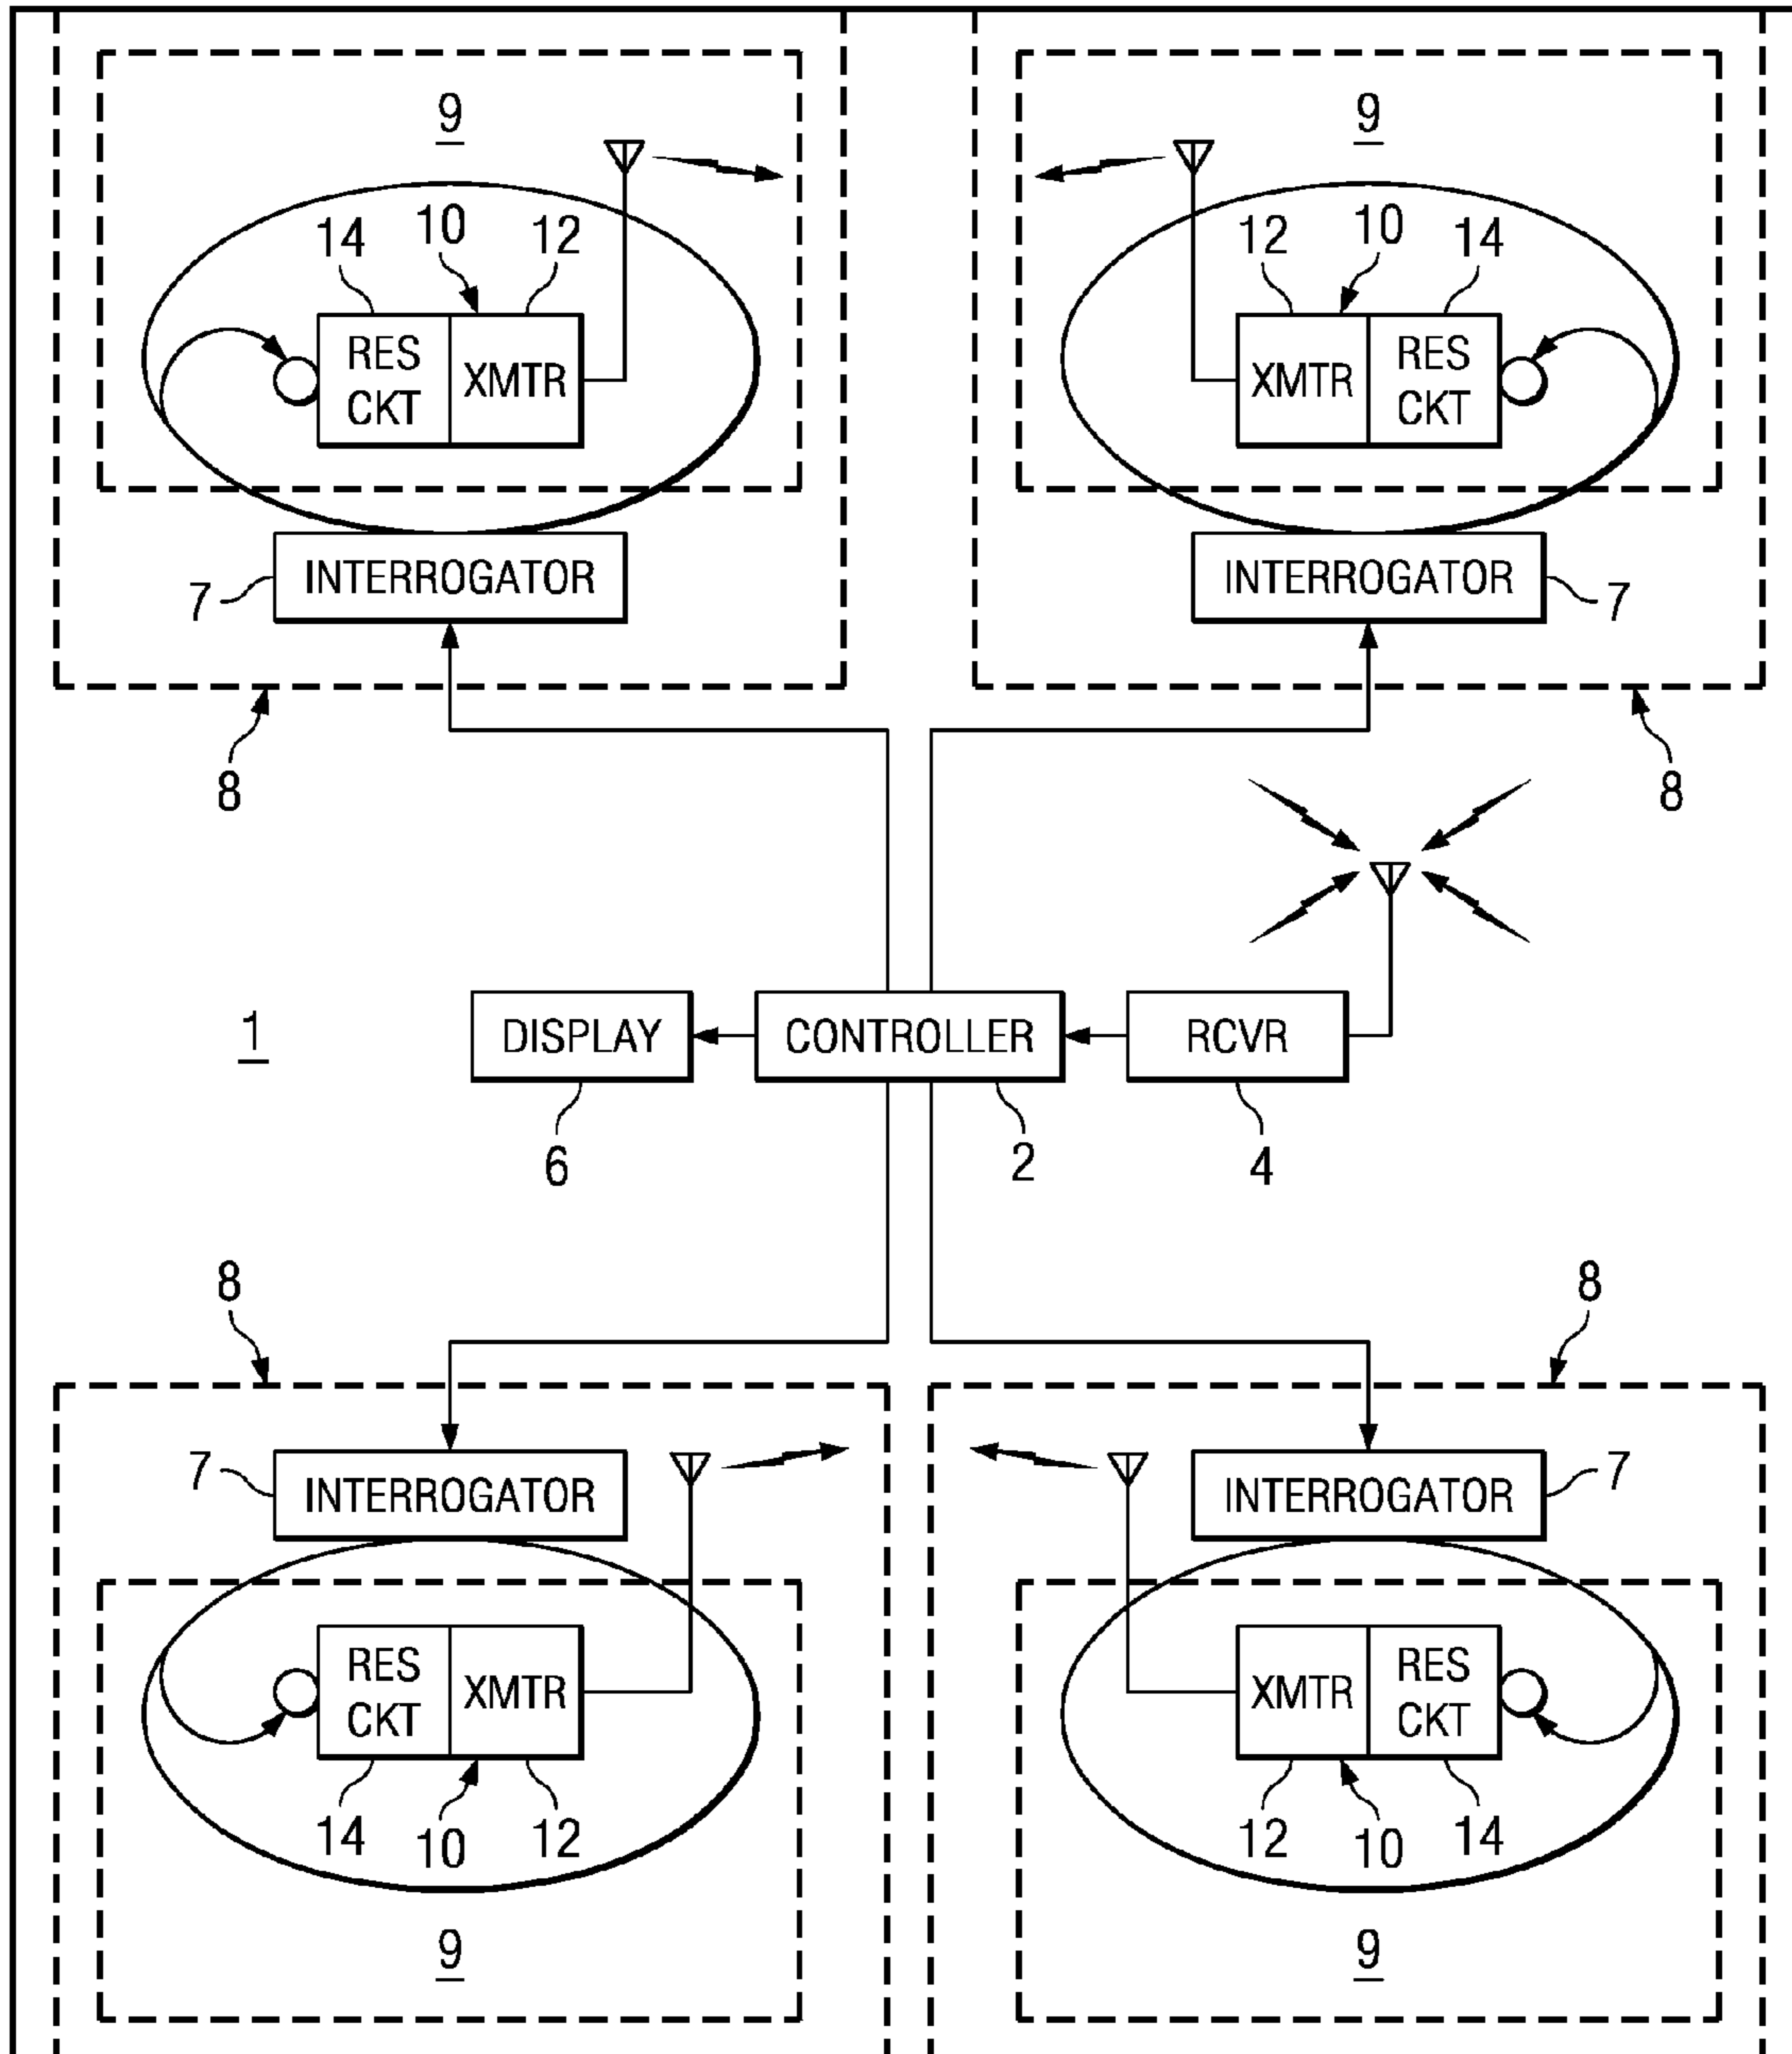 9 9
14 10 12 12 10 14
RES XMTR XMTR RES
CKT CKT
INTERROGATOR INTERROGATOR
7 7
8 8
1 DISPLAY CONTROLLER RCVR
6 2 4
8 8
7 INTERROGATOR INTERROGATOR 7
RES XMTR XMTR RES
CKT CKT
14 10 12 12 10 14
9 9